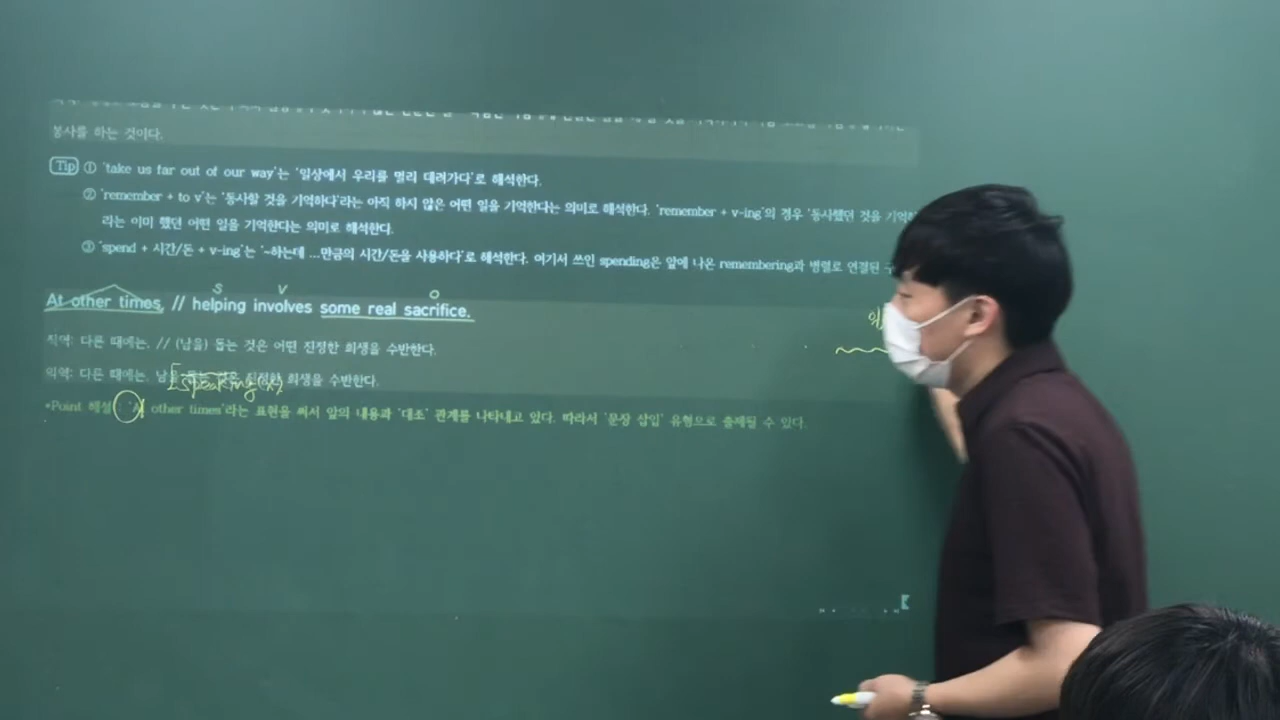 봉사를 하는 것이다.
Tip ① 'take us far out of our way'는 '일상에서 우리를 멀리 데려가다'로 해석한다.
② 'remember + to v'는 '동사할 것을 기억하다'라는 아직 하지 않은 어떤 일을 기억한다는 의미로 해석한다. 'remember + v-ing'의 경우 '동사했던 것을
라는 이미 했던 어떤 일을 기억한다는 의미로 해석한다.
③ 'spend + 시간/돈 + v-ing'는 '~하는데 …만큼의 시간/돈을 사용하다'로 해석한다. 여기서 쓰인 spending은 앞에 나온 remembering과 병렬로 연결된
S V O
At other times, // helping involves some real sacrifice.
직역: 다른 때에는, // (남을) 돕는 것은 어떤 진정한 희생을 수반한다.
의역: 다른 때에는, 남을 돕는 것은 진정한 희생을 수반한다.
speaking(x)
*Point 해설: 'At other times'라는 표현을 써서 앞의 내용과 '대조' 관계를 나타내고 있다. 따라서 '문장 삽입' 유형으로 출제될 수 있다.